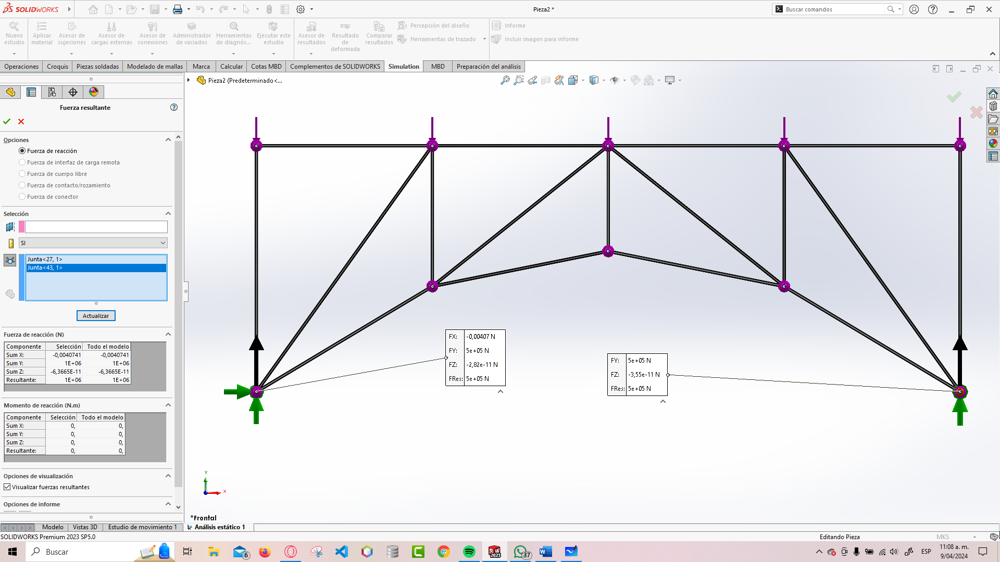 SOLIDWORKS
Pieza2 *
Buscar comandos
Nuevo estudio
Aplicar material
Asesor de sujeciones
Asesor de cargas externas
Asesor de conexiones
Administrador de vaciados
Herramientas de diagnós...
Ejecutar este estudio
Asesor de resultados
Resultado de deformada
Comparar resultados
Percepción del diseño
Herramientas de trazado
Informe
Incluir imagen para informe
Operaciones
Croquis
Piezas soldadas
Modelado de mallas
Marca
Calcular
Cotas MBD
Complementos de SOLIDWORKS
Simulation
MBD
Preparación del análisis
Pieza2 (Predeterminado<...
Fuerza resultante
Opciones
Fuerza de reacción
Fuerza de interfaz de carga remota
Fuerza de cuerpo libre
Fuerza de contacto/rozamiento
Fuerza de conector
Selección
SI
Junta<27, 1>
Junta<43, 1>
Actualizar
Fuerza de reacción (N)
Componente Selección Todo el modelo
Sum X: -0,0040741 -0,0040741
Sum Y: 1E+06 1E+06
Sum Z: -6,3665E-11 -6,3665E-11
Resultante: 1E+06 1E+06
Momento de reacción (N.m)
Componente Selección Todo el modelo
Sum X: 0, 0,
Sum Y: 0, 0,
Sum Z: 0, 0,
Resultante: 0, 0,
Opciones de visualización
Visualizar fuerzas resultantes
Opciones de informe
FX: -0,00407 N
FY: 5e+05 N
FZ: -2,82e-11 N
FRes: 5e+05 N
FY: 5e+05 N
FZ: -3,55e-11 N
FRes: 5e+05 N
Y
X
*Frontal
Modelo
Vistas 3D
Estudio de movimiento 1
Análisis estático 1
SOLIDWORKS Premium 2023 SP5.0
Editando Pieza
MKS
Buscar
6
SW
2023
37
ESP
11:08 a. m.
9/04/2024